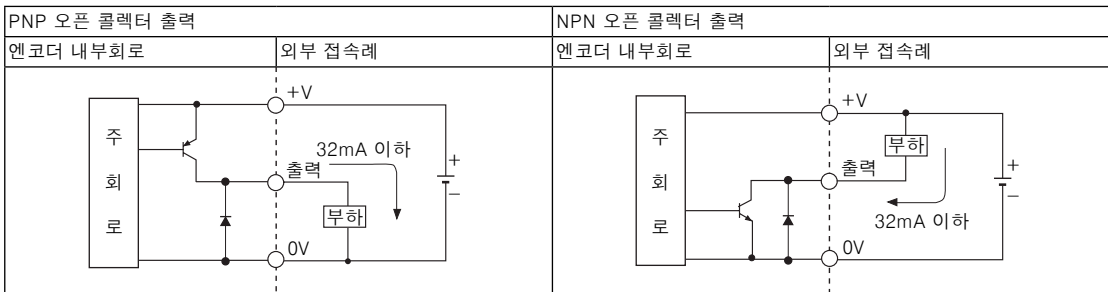 PNP 오픈 콜렉터 출력
NPN 오픈 콜렉터 출력
엔코더 내부회로
외부 접속례
엔코더 내부회로
외부 접속례
주
회
로
+V
32mA 이하
출력
부하
0V
+
−
주
회
로
+V
부하
출력
32mA 이하
0V
+
−